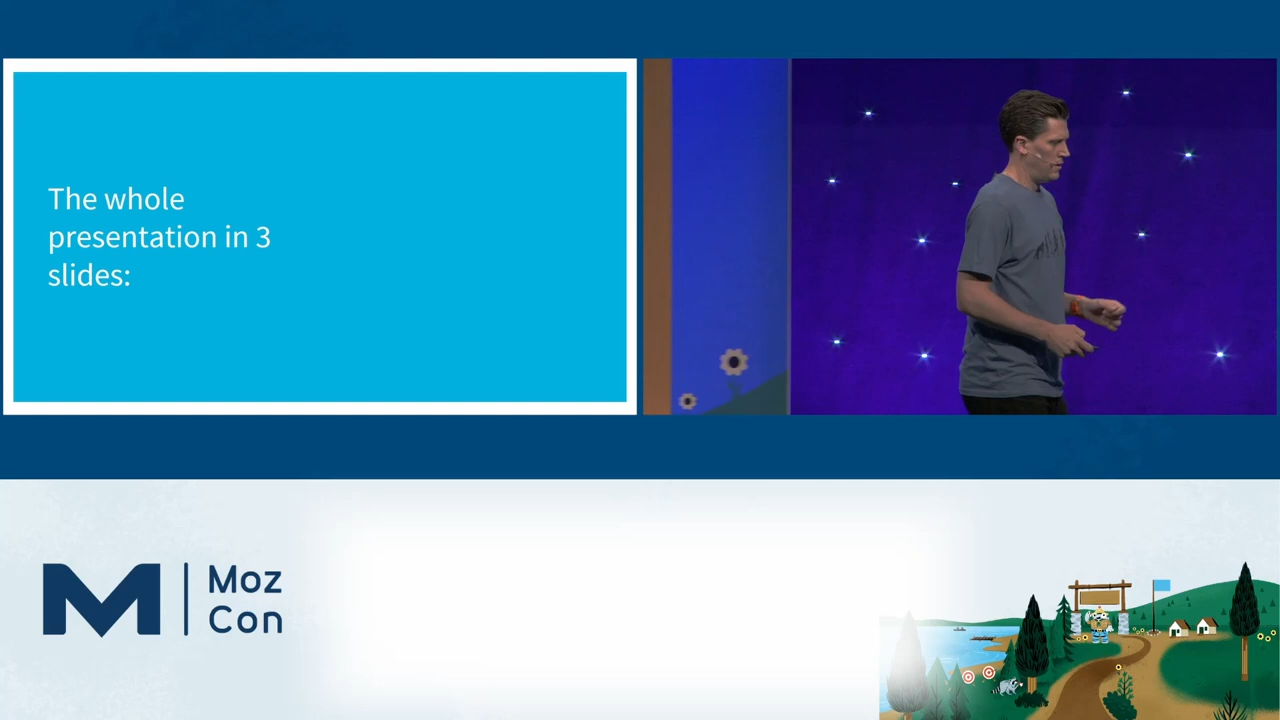 The whole
presentation in 3
slides:
Moz
Con